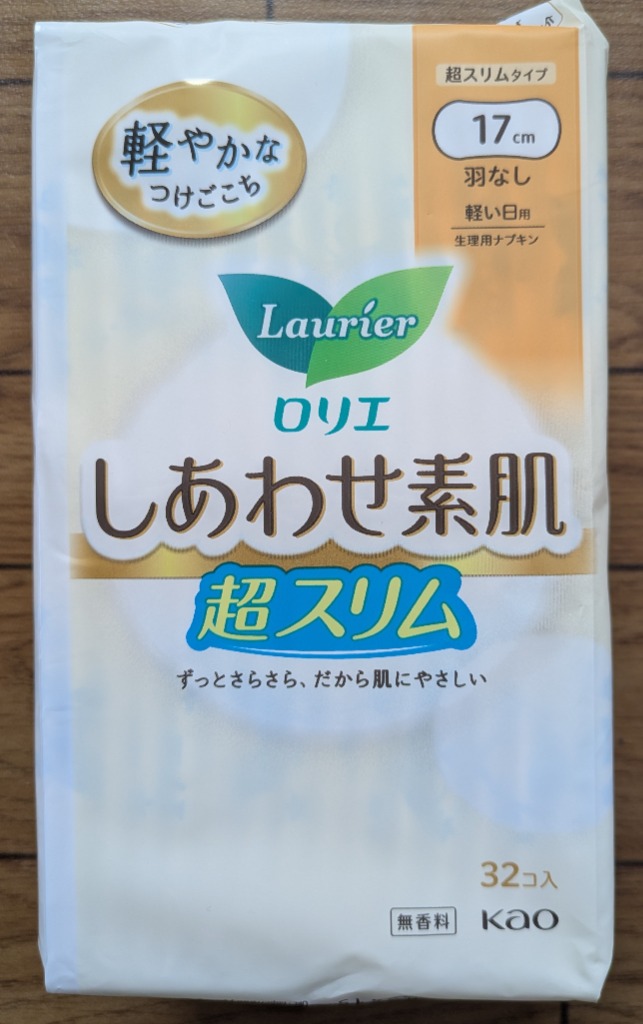 軽やかな
つけごこち
超スリムタイプ
17cm
羽なし
軽い日用
生理用ナプキン
Laurier
ロリエ
しあわせ素肌
超スリム
ずっとさらさら、だから肌にやさしい
32コ入
無香料
Kao